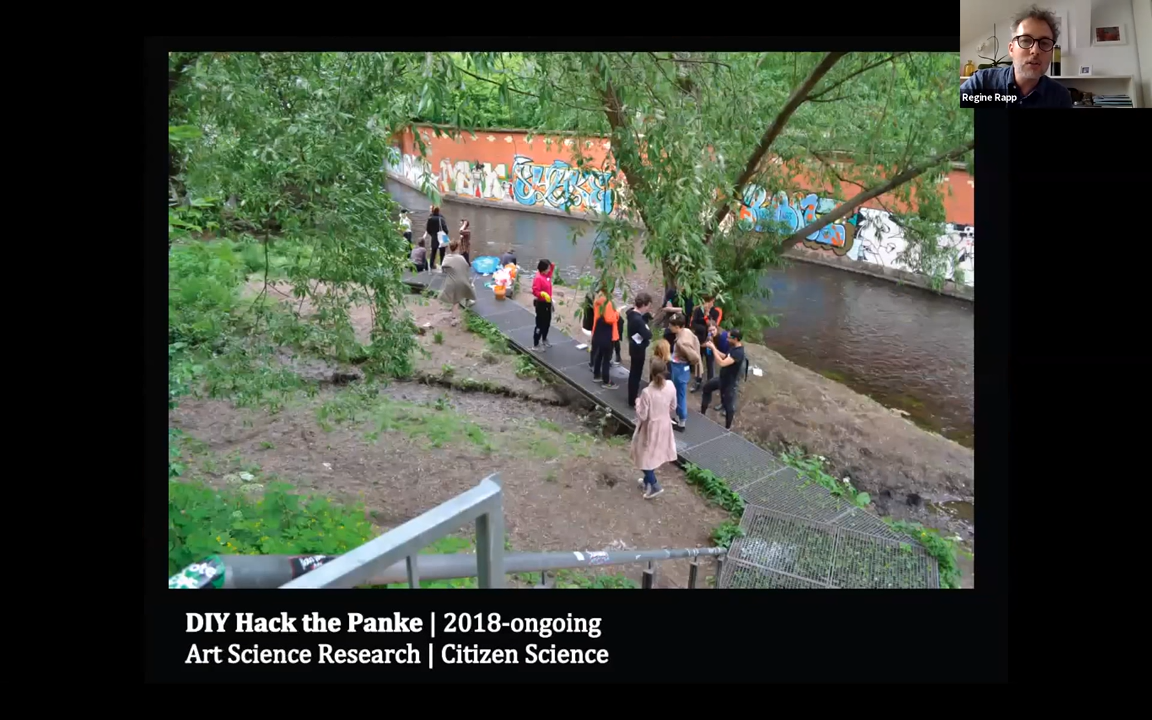 Regine Rapp
DIY Hack the Panke | 2018-ongoing
Art Science Research | Citizen Science